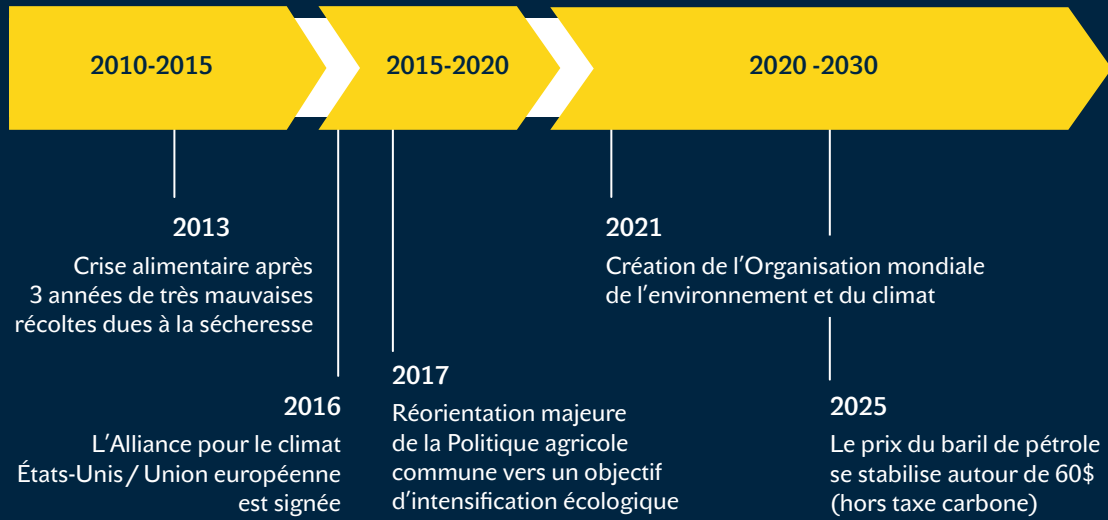 2010-2015
2015-2020
2020 -2030
2013
Crise alimentaire après
3 années de très mauvaises
récoltes dues à la sécheresse
2016
L'Alliance pour le climat
États-Unis / Union européenne
est signée
2017
Réorientation majeure
de la Politique agricole
commune vers un objectif
d'intensification écologique
2021
Création de l'Organisation mondiale
de l'environnement et du climat
2025
Le prix du baril de pétrole
se stabilise autour de 60$
(hors taxe carbone)